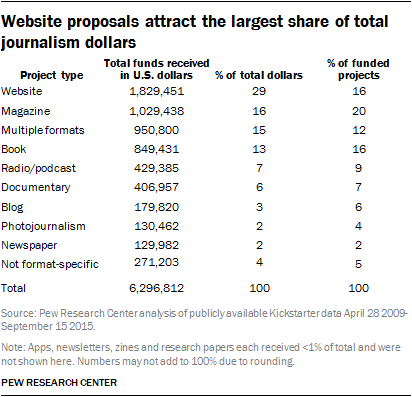 Website proposals attract the largest share of total
journalism dollars
Project type Total funds received in U.S. dollars % of total dollars % of funded projects
Website 1,829,451 29 16
Magazine 1,029,438 16 20
Multiple formats 950,800 15 12
Book 849,431 13 16
Radio/podcast 429,385 7 9
Documentary 406,957 6 7
Blog 179,820 3 6
Photojournalism 130,462 2 4
Newspaper 129,982 2 2
Not format-specific 271,203 4 5
Total 6,296,812 100 100
Source: Pew Research Center analysis of publicly available Kickstarter data April 28 2009-
September 15 2015.
Note: Apps, newsletters, zines and research papers each received <1% of total and were
not shown here. Numbers may not add to 100% due to rounding.
PEW RESEARCH CENTER